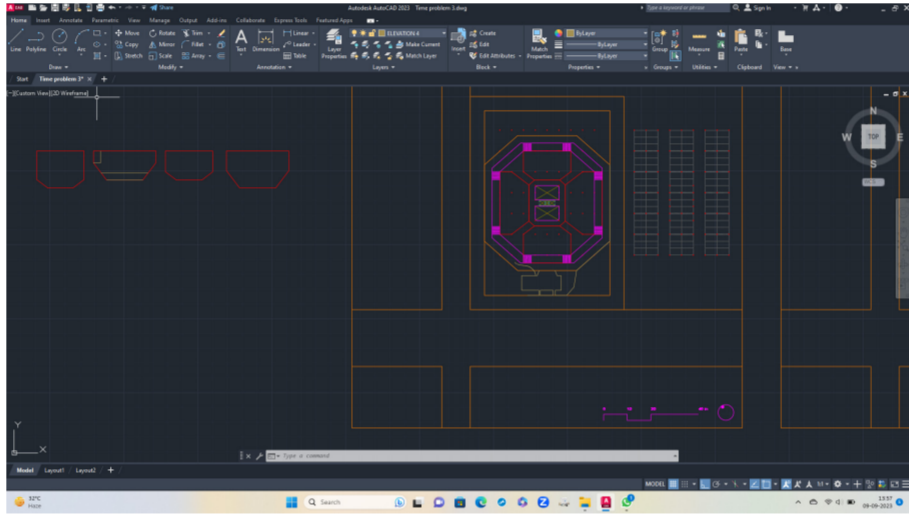 Share
Autodesk AutoCAD 2023 Time problem 3.dwg
Type a keyword or phrase
Sign In
Home Insert Annotate Parametric View Manage Output Add-ins Collaborate Express Tools Featured Apps
Line Polyline Circle Arc
Move Rotate Trim
Copy Mirror Fillet
Stretch Scale Array
Text Dimension
Linear
Leader
Table
Layer Properties
ELEVATION 4
Make Current
Match Layer
Insert
Create
Edit
Edit Attributes
Match Properties
ByLayer
ByLayer
ByLayer
Group
Measure
Paste
Base
Draw Modify Annotation Layers Block Properties Groups Utilities Clipboard View
Start Time problem 3*
[-][Custom View][2D Wireframe]
N
W TOP E
S
Y
X
Type a command
Model Layout1 Layout2
MODEL
32°C
Haze
Search
13:57
09-09-2023